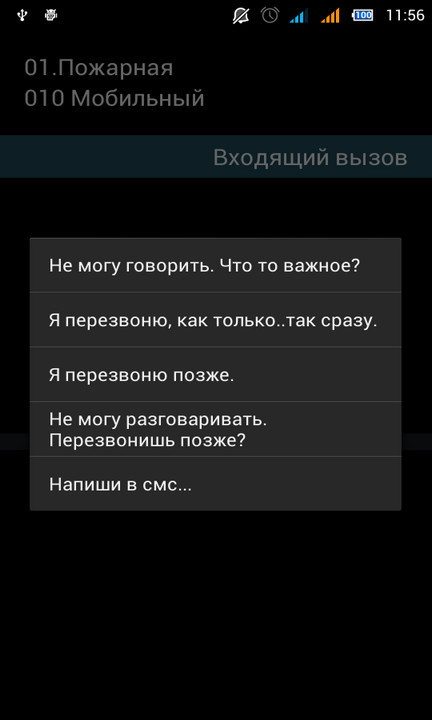 100 11:56
01.Пожарная
010 Мобильный
Входящий вызов
Не могу говорить. Что то важное?
Я перезвоню, как только..так сразу.
Я перезвоню позже.
Не могу разговаривать.
Перезвонишь позже?
Напиши в смс...